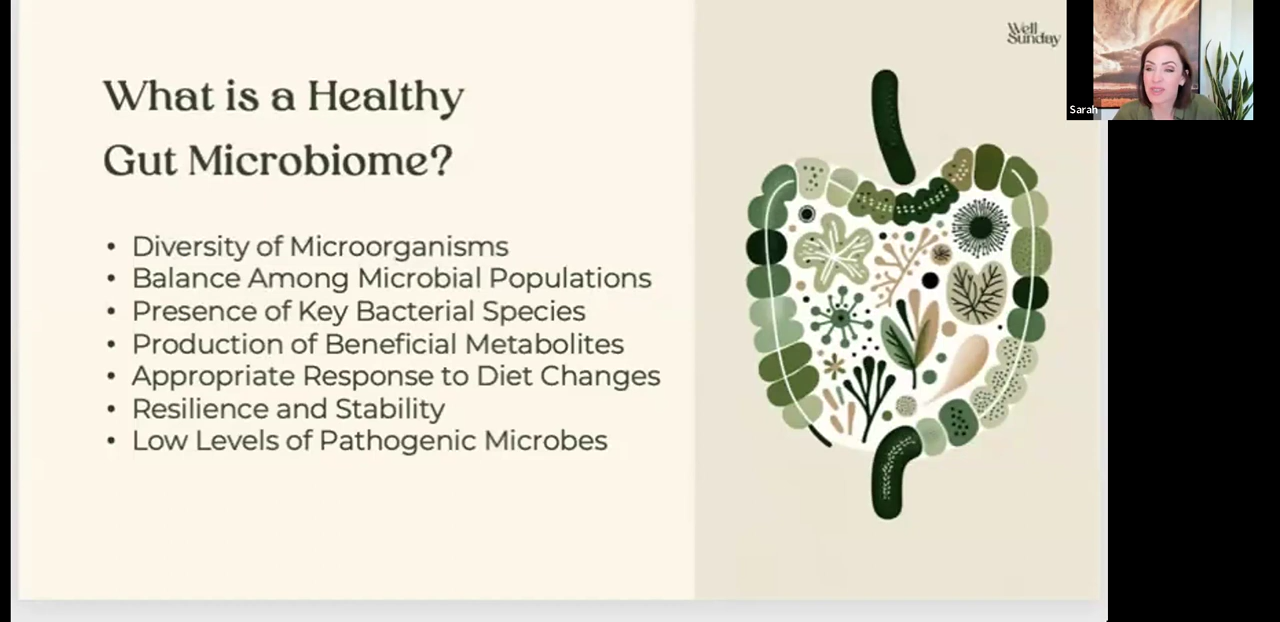 Well
Sunday
Sarah
What is a Healthy
Gut Microbiome?
• Diversity of Microorganisms
• Balance Among Microbial Populations
• Presence of Key Bacterial Species
• Production of Beneficial Metabolites
• Appropriate Response to Diet Changes
• Resilience and Stability
• Low Levels of Pathogenic Microbes